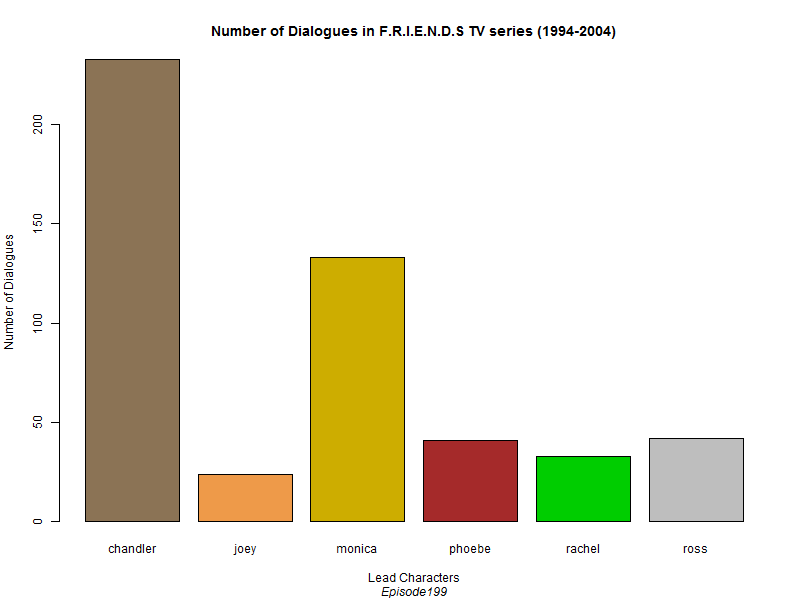 Number of Dialogues in F.R.I.E.N.D.S TV series (1994-2004)
Number of Dialogues
200
150
100
50
0
chandler joey monica phoebe rachel ross
Lead Characters
Episode199